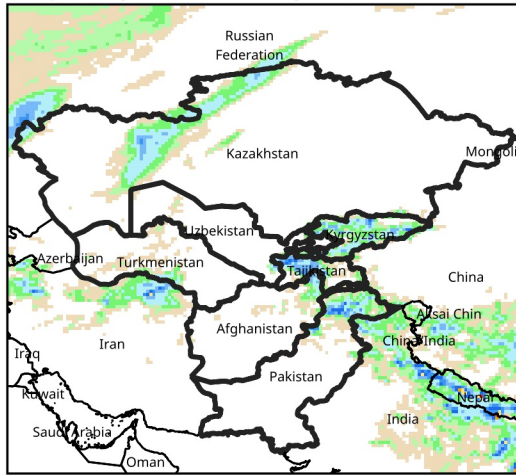 Russian
Federation
Kazakhstan
Mongoli
Uzbekistan
Kyrgyzstan
Azerbaijan
Turkmenistan
Tajikistan
China
Aksai Chin
Afghanistan
Iran
China/India
Iraq
Pakistan
Kuwait
Nepal
India
Saudi Arabia
Oman